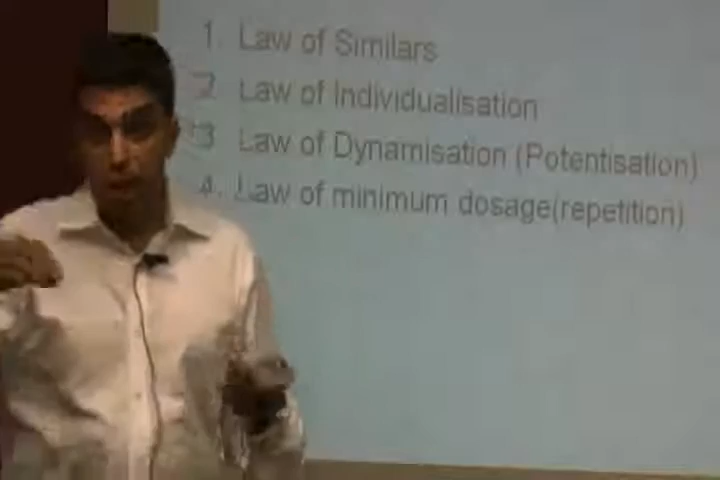 1. Law of Similars
2 Law of Individualisation
3 Law of Dynamisation (Potentisation)
4. Law of minimum dosage(repetition)